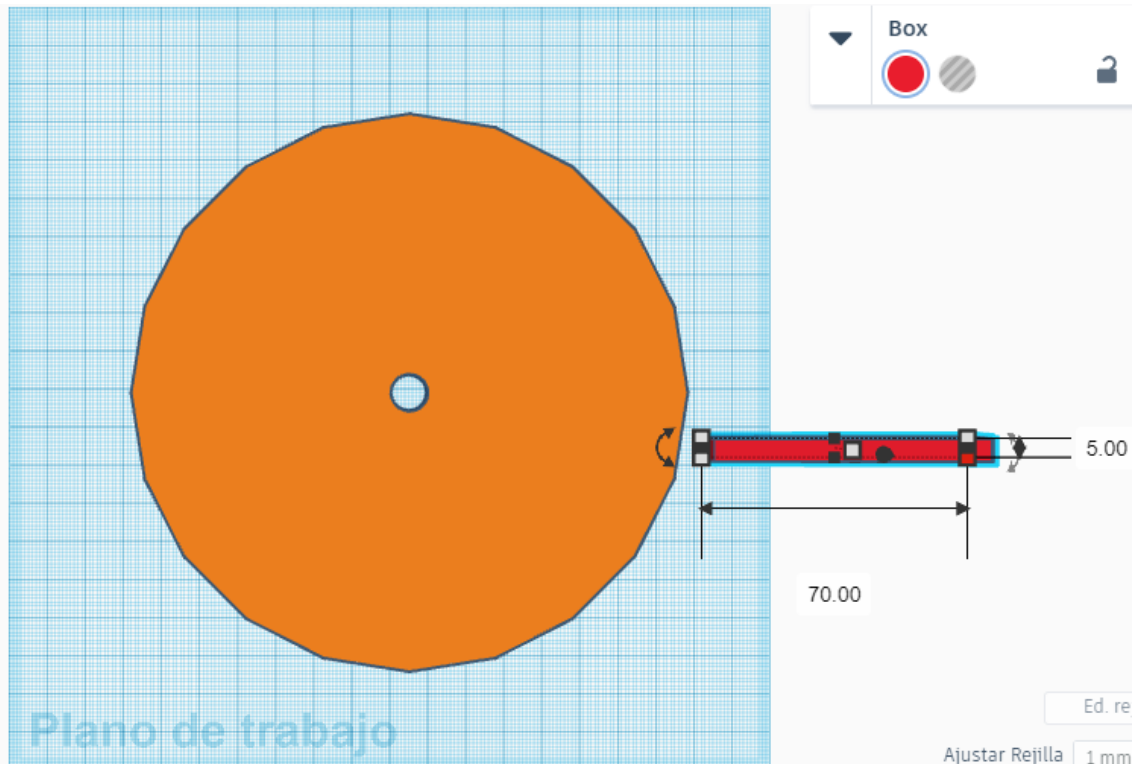 Box
5.00
70.00
Plano de trabajo
Ed. re
Ajustar Rejilla 1 mm